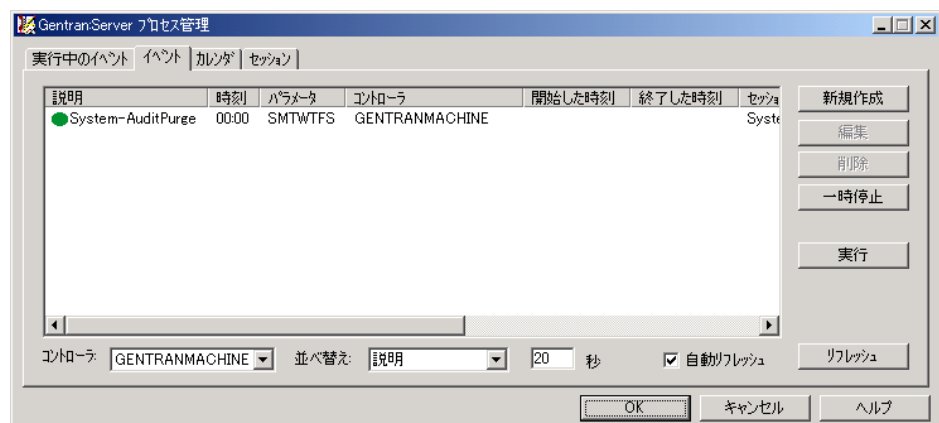 Gentran:Server プロセス管理
実行中のイベント イベント カレンダ セッション
説明 時刻 パラメータ コントローラ 開始した時刻 終了した時刻 セッショ
System-AuditPurge 00:00 SMTWTFS GENTRANMACHINE Syste
新規作成
編集
削除
一時停止
実行
コントローラ: GENTRANMACHINE 並べ替え: 説明 20 秒 自動リフレッシュ リフレッシュ
OK キャンセル ヘルプ